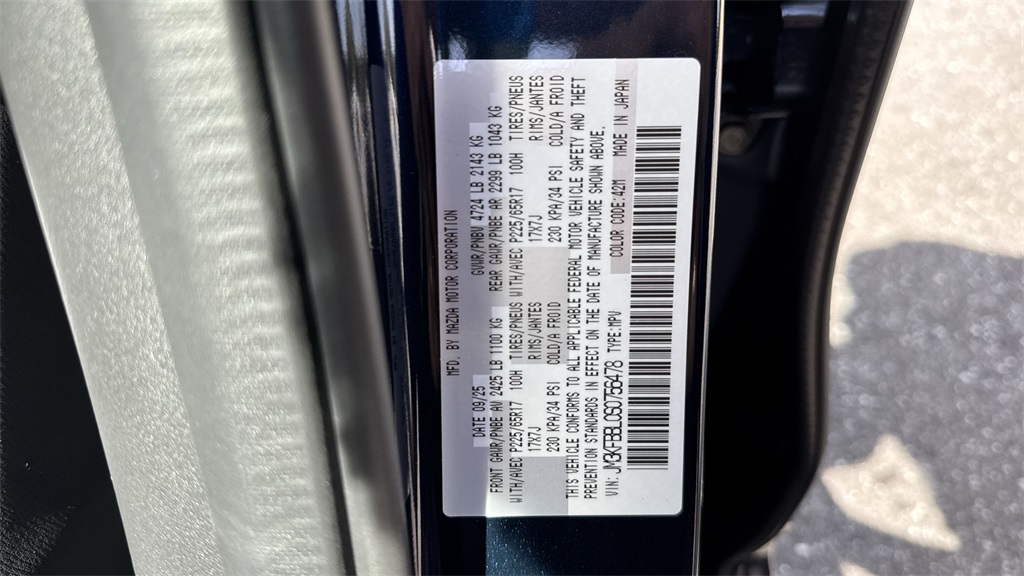 MFD. BY MAZDA MOTOR CORPORATION
DATE 09/25 GVWR/PNBV 4724 LB 2143 KG
FRONT GAWR/PNBE AV 2425 LB 1100 KG REAR GAWR/PNBE AR 2299 LB 1043 KG
WITH/AVEC P225/65R17 100H TIRES/PNEUS WITH/AVEC P225/65R17 100H TIRES/PNEUS
17X7J RIMS/JANTES 17X7J RIMS/JANTES
230 KPA/34 PSI COLD/A FROID 230 KPA/34 PSI COLD/A FROID
THIS VEHICLE CONFORMS TO ALL APPLICABLE FEDERAL MOTOR VEHICLE SAFETY AND THEFT
PREVENTION STANDARDS IN EFFECT ON THE DATE OF MANUFACTURE SHOWN ABOVE.
VIN: JM3KFBBL0G0756478 TYPE:MPV COLOR CODE:42M MADE IN JAPAN